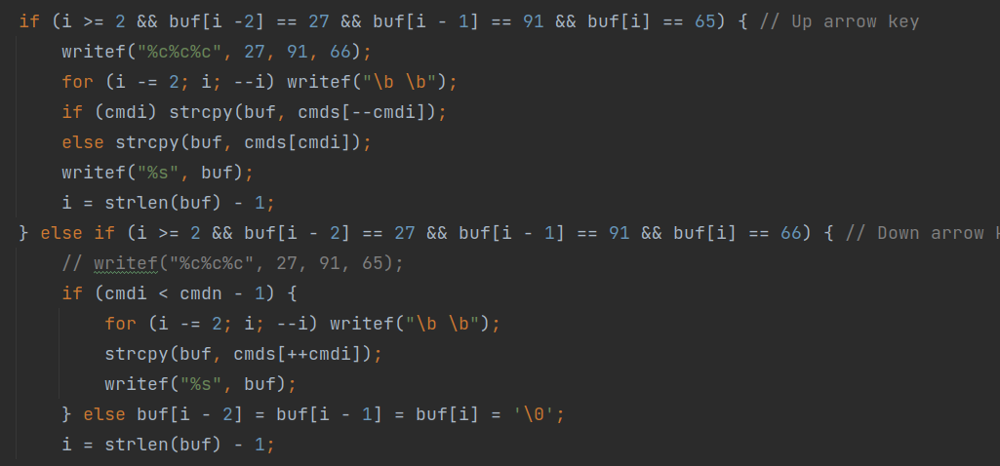 if (i >= 2 && buf[i -2] == 27 && buf[i - 1] == 91 && buf[i] == 65) { // Up arrow key
    writef("%c%c%c", 27, 91, 66);
    for (i -= 2; i; --i) writef("\b \b");
    if (cmdi) strcpy(buf, cmds[--cmdi]);
    else strcpy(buf, cmds[cmdi]);
    writef("%s", buf);
    i = strlen(buf) - 1;
} else if (i >= 2 && buf[i - 2] == 27 && buf[i - 1] == 91 && buf[i] == 66) { // Down arrow
    // writef("%c%c%c", 27, 91, 65);
    if (cmdi < cmdn - 1) {
        for (i -= 2; i; --i) writef("\b \b");
        strcpy(buf, cmds[++cmdi]);
        writef("%s", buf);
    } else buf[i - 2] = buf[i - 1] = buf[i] = '\0';
    i = strlen(buf) - 1;